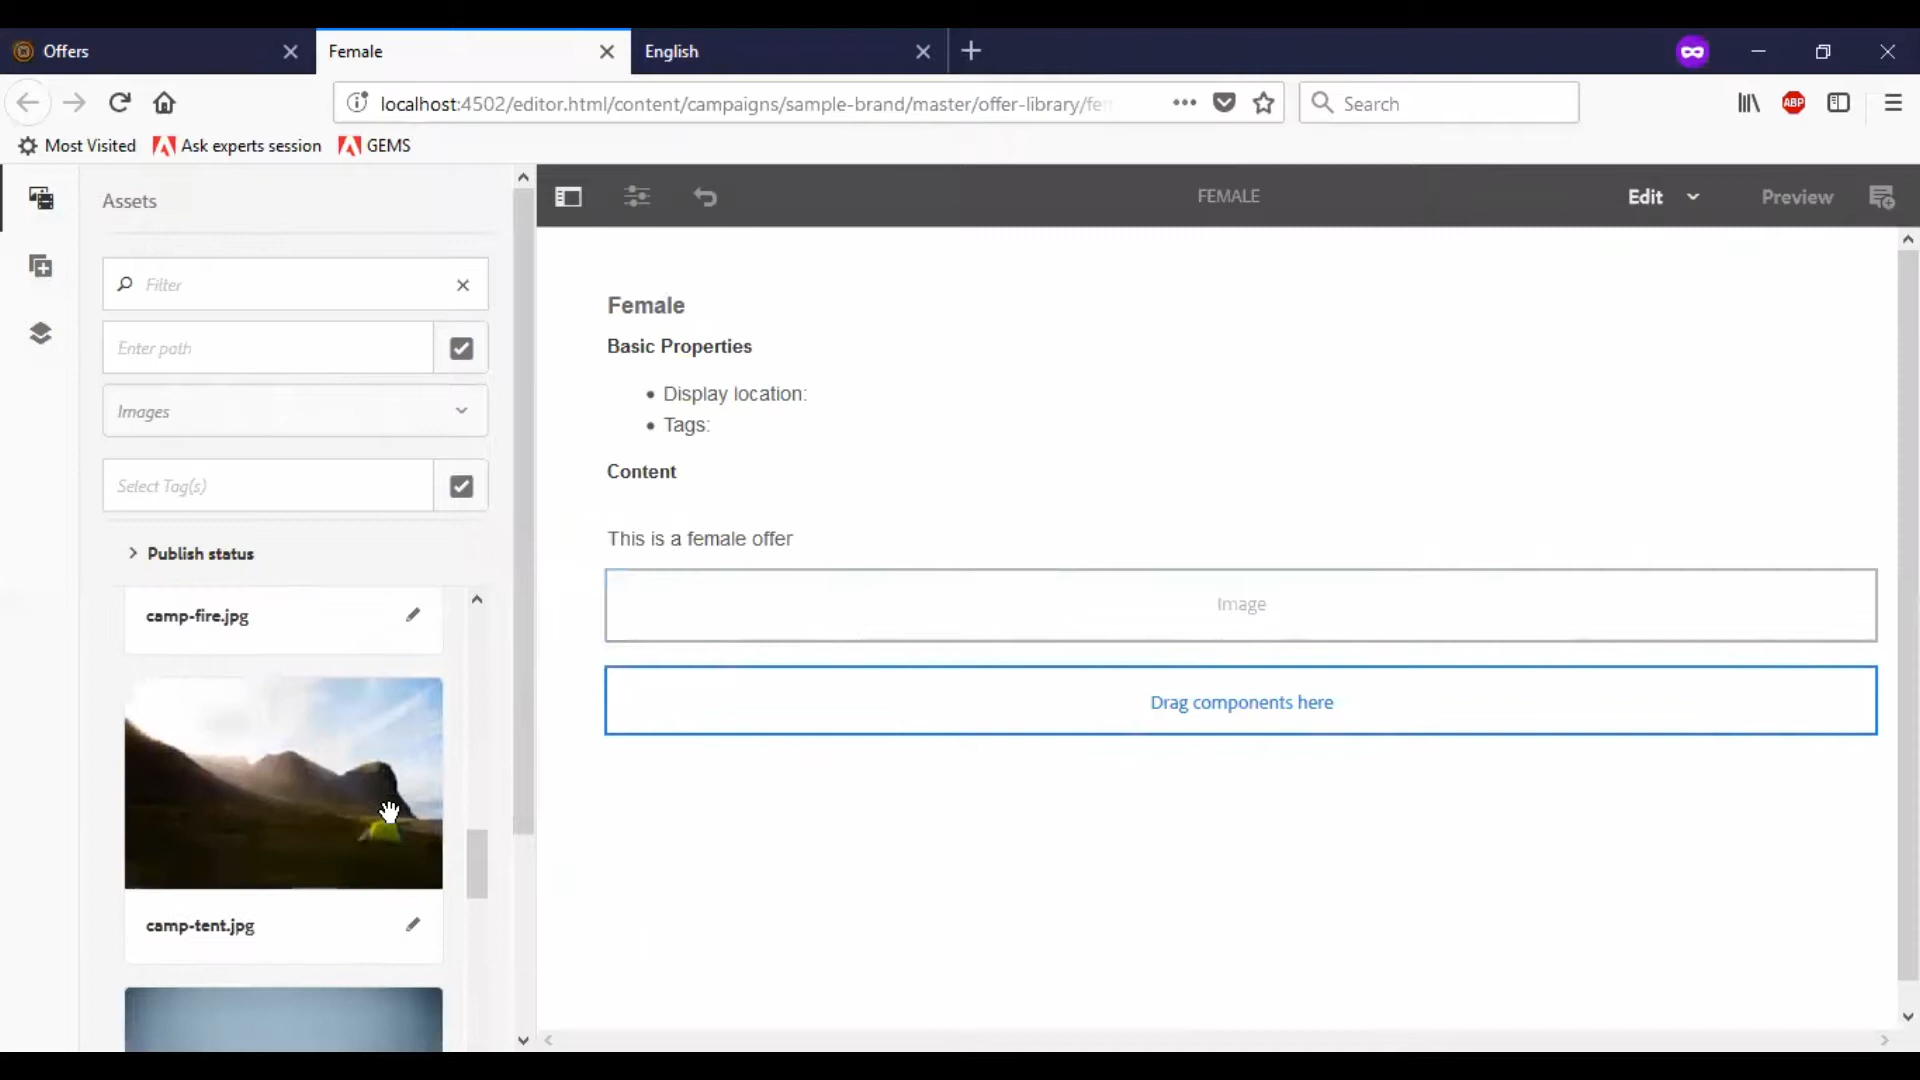 Offers
Female
English
localhost:4502/editor.html/content/campaigns/sample-brand/master/offer-library/fem
Search
ABP
Most Visited
Ask experts session
GEMS
Assets
Filter
Enter path
Images
Select Tag(s)
Publish status
camp-fire.jpg
camp-tent.jpg
FEMALE
Edit
Preview
Female
Basic Properties
• Display location:
• Tags:
Content
This is a female offer
Image
Drag components here